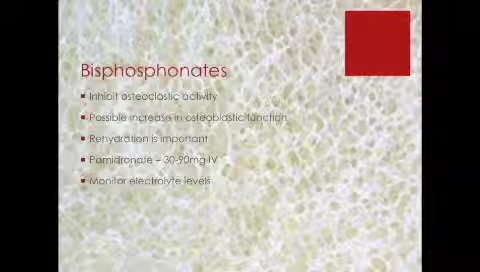 Bisphosphonates
Inhibit osteoclastic activity
Possible increase in osteoblastic function
Rehydration is important
Pamidronate – 30-90mg IV
Monitor electrolyte levels